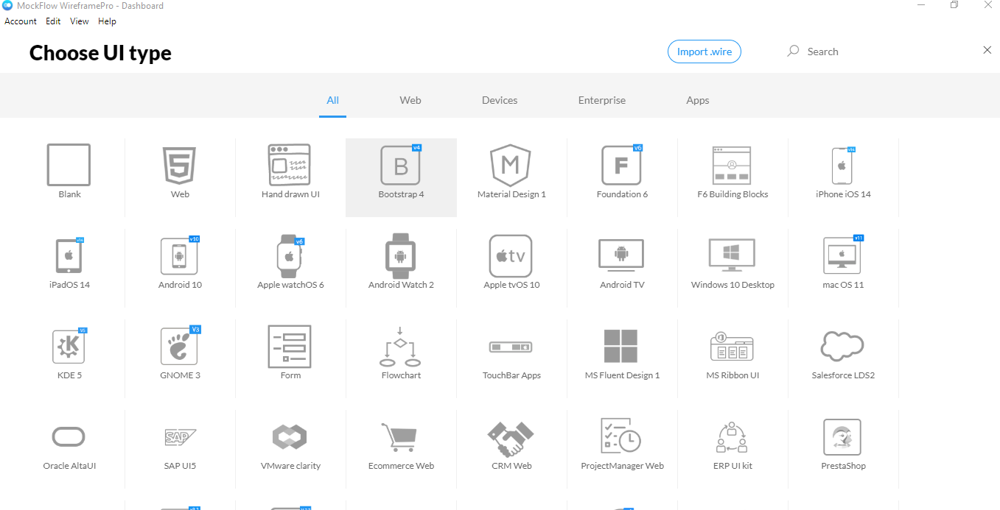 MockFlow WireframePro - Dashboard
Account Edit View Help
Choose UI type
Import .wire
Search
All Web Devices Enterprise Apps
v4 v6 v14
B M F
Blank Web Hand drawn UI Bootstrap 4 Material Design 1 Foundation 6 F6 Building Blocks iPhone iOS 14
v14 v10 v6 v11
tv
iPadOS 14 Android 10 Apple watchOS 6 Android Watch 2 Apple tvOS 10 Android TV Windows 10 Desktop mac OS 11
v5 V3
K
KDE 5 GNOME 3 Form Flowchart TouchBar Apps MS Fluent Design 1 MS Ribbon UI Salesforce LDS2
SAP
Oracle AltaUI SAP UI5 VMware clarity Ecommerce Web CRM Web ProjectManager Web ERP UI kit PrestaShop